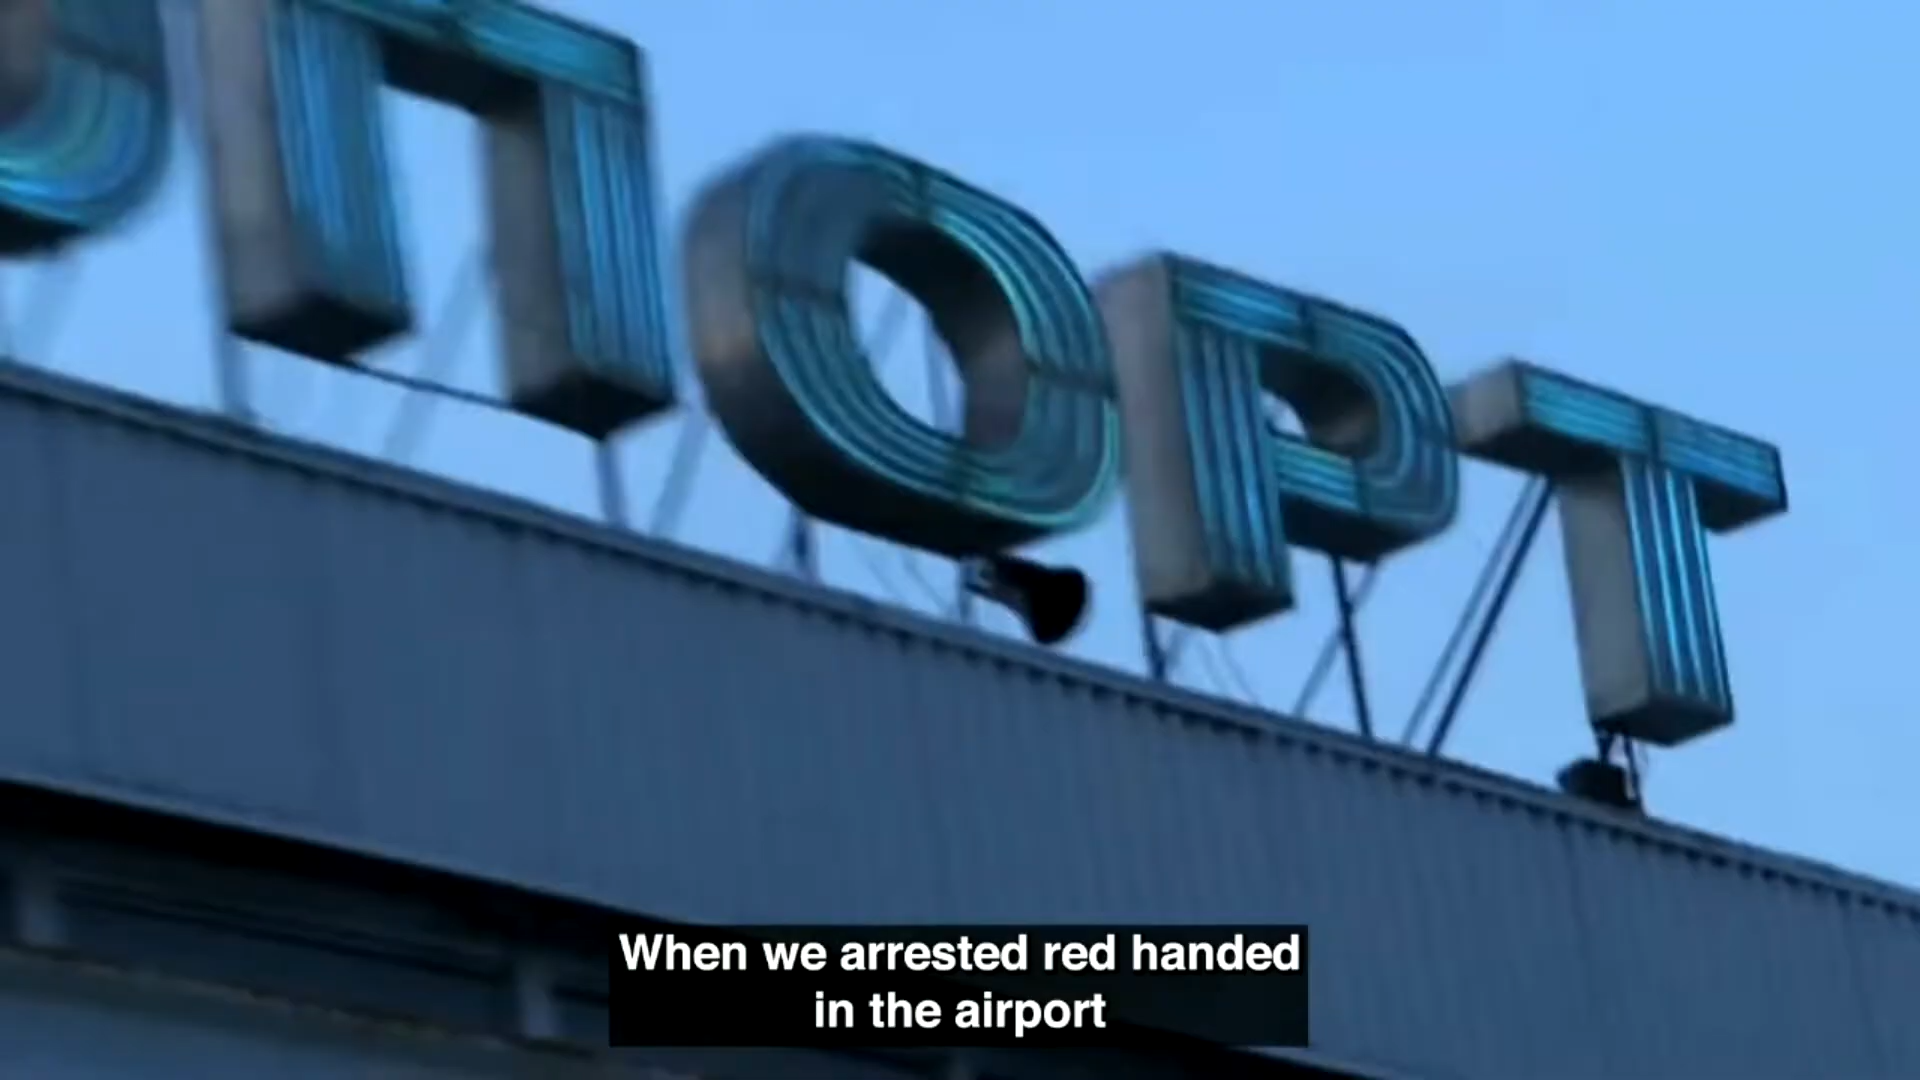 ПОРТ
When we arrested red handed
in the airport